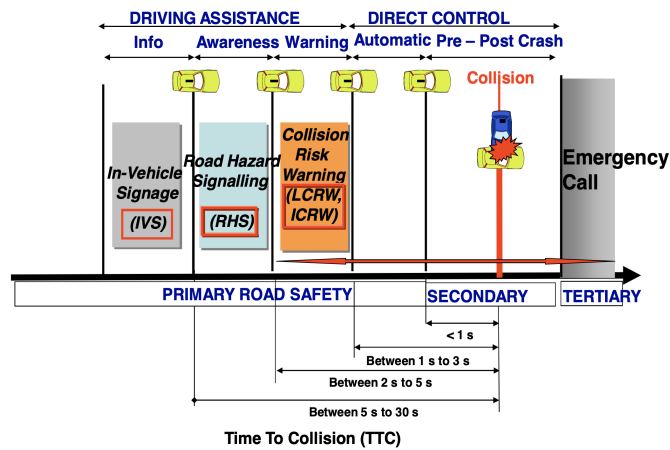 DRIVING ASSISTANCE
DIRECT CONTROL
Info
Awareness
Warning
Automatic
Pre – Post Crash
Collision
In-Vehicle
Signage
(IVS)
Road Hazard
Signalling
(RHS)
Collision
Risk
Warning
(LCRW,
ICRW)
Emergency
Call
PRIMARY ROAD SAFETY
SECONDARY
TERTIARY
< 1 s
Between 1 s to 3 s
Between 2 s to 5 s
Between 5 s to 30 s
Time To Collision (TTC)